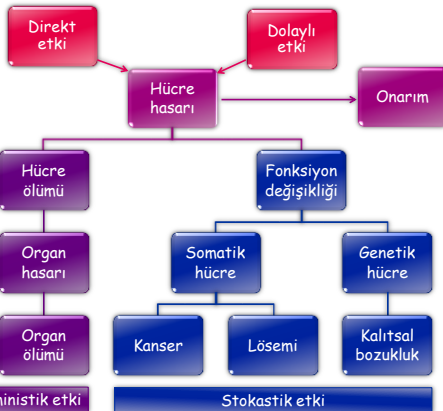 Direkt
etki
Dolaylı
etki
Hücre
hasarı
Onarım
Hücre
ölümü
Fonksiyon
değişikliği
Organ
hasarı
Somatik
hücre
Genetik
hücre
Organ
ölümü
Kanser
Lösemi
Kalıtsal
bozukluk
etki
Stokastik etki